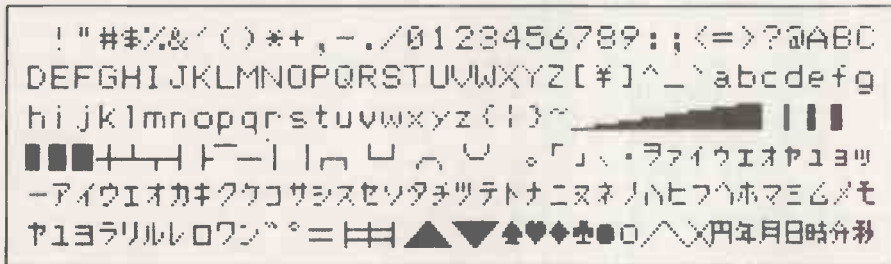 !"#$%&'()*+,-./0123456789:;<=>?@ABC
DEFGHIJKLMNOPQRSTUVWXYZ[¥]^_`abcdefg
hijklmnopqrstuvwxyz{|}~▁▂▃▄▅▆▇█▏▎▍▌
▋▊▉┼┴┬┤├▔─│▕┌┐└┘╭╮╰╯。「」、・ヲァィゥェォャュョッ
ーアイウエオカキクケコサシスセソタチツテトナニヌネノハヒフヘホマミムメモ
ヤユヨラリルレロワン゛゜═╞╪╡◢◣◥◤♠♥♦♣●○╱╲╳円年月日時分秒